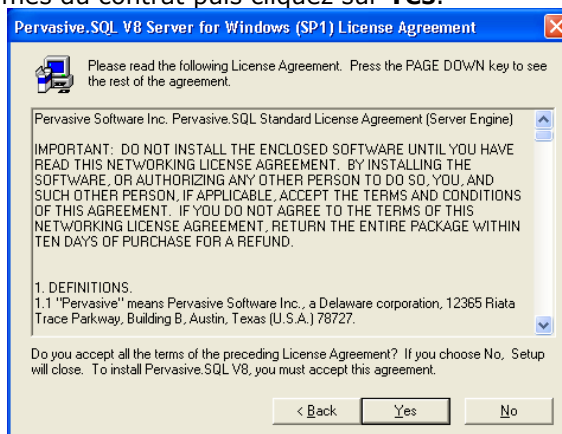 mes du contrat puis cliquez sur YES.
Pervasive.SQL V8 Server for Windows (SP1) License Agreement
Please read the following License Agreement. Press the PAGE DOWN key to see
the rest of the agreement.
Pervasive Software Inc. Pervasive.SQL Standard License Agreement (Server Engine)
IMPORTANT: DO NOT INSTALL THE ENCLOSED SOFTWARE UNTIL YOU HAVE
READ THIS NETWORKING LICENSE AGREEMENT. BY INSTALLING THE
SOFTWARE, OR AUTHORIZING ANY OTHER PERSON TO DO SO, YOU, AND
SUCH OTHER PERSON, IF APPLICABLE, ACCEPT THE TERMS AND CONDITIONS
OF THIS AGREEMENT. IF YOU DO NOT AGREE TO THE TERMS OF THIS
NETWORKING LICENSE AGREEMENT, RETURN THE ENTIRE PACKAGE WITHIN
TEN DAYS OF PURCHASE FOR A REFUND.
1. DEFINITIONS.
1.1 "Pervasive" means Pervasive Software Inc., a Delaware corporation, 12365 Riata
Trace Parkway, Building B, Austin, Texas (U.S.A.) 78727.
Do you accept all the terms of the preceding License Agreement? If you choose No, Setup
will close. To install Pervasive.SQL V8, you must accept this agreement.
< Back Yes No